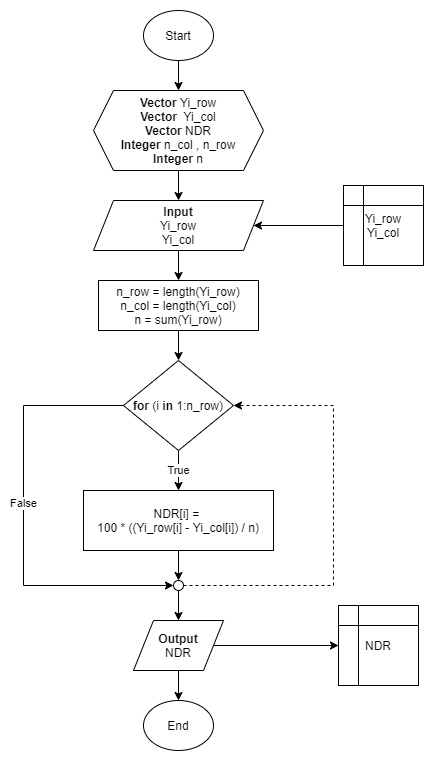 Start
Vector Yi_row
Vector Yi_col
Vector NDR
Integer n_col , n_row
Integer n
Input
Yi_row
Yi_col
Yi_row
Yi_col
n_row = length(Yi_row)
n_col = length(Yi_col)
n = sum(Yi_row)
for (i in 1:n_row)
True
False
NDR[i] =
100 * ((Yi_row[i] - Yi_col[i]) / n)
Output
NDR
NDR
End